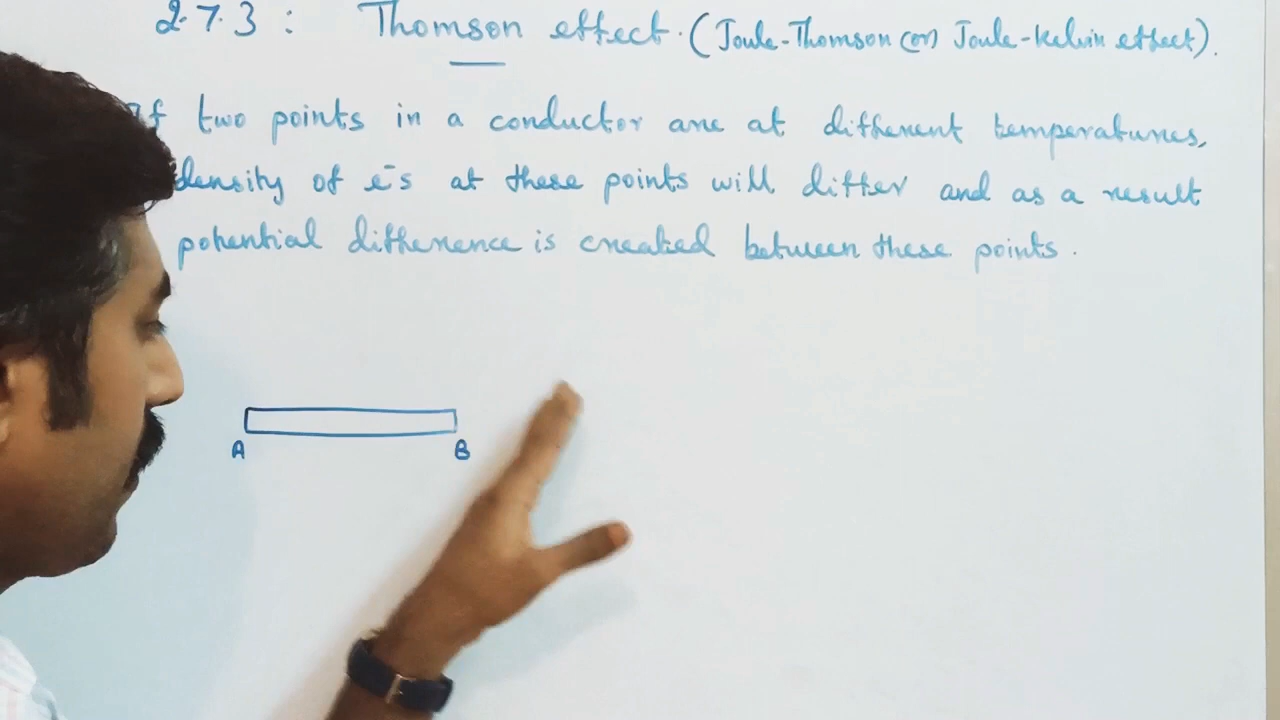 2.7.3 : Thomson effect. (Joule-Thomson (or) Joule-Kelvin effect).
If two points in a conductor are at different temperatures,
density of e⁻s at these points will differ and as a result
potential difference is created between these points.
A B